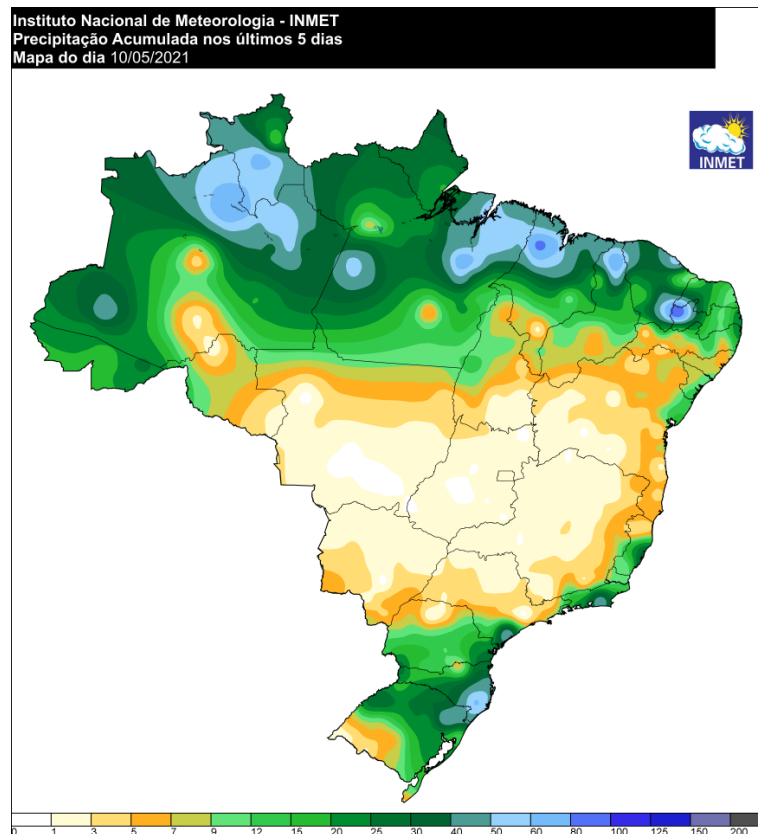 Instituto Nacional de Meteorologia - INMET
Precipitação Acumulada nos últimos 5 dias
Mapa do dia 10/05/2021
INMET
0 1 3 5 7 9 12 15 20 25 30 40 50 60 80 100 125 150 200